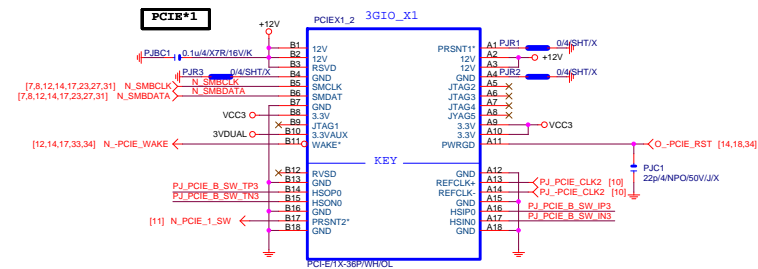 PCIE*1
3GIO_X1
PCIEX1_2
+12V
PJBC1 0.1u/4/X7R/16V/K
PJR3 0/4/SHT/X
[7,8,12,14,17,23,27,31] N_SMBCLK N_SMBCLK
[7,8,12,14,17,23,27,31] N_SMBDATA N_SMBDATA
VCC3
3VDUAL
[12,14,17,33,34] N_-PCIE_WAKE
PJ_PCIE_B_SW_TP3
PJ_PCIE_B_SW_TN3
[11] N_PCIE_1_SW
B1 12V
B2 12V
B3 RSVD
B4 GND
B5 SMCLK
B6 SMDAT
B7 GND
B8 3.3V
B9 JTAG1
B10 3.3VAUX
B11 WAKE*
KEY
B12 RVSD
B13 GND
B14 HSOP0
B15 HSON0
B16 GND
B17 PRSNT2*
B18 GND
PRSNT1* A1
12V A2
12V A3
GND A4
JTAG2 A5
JTAG3 A6
JTAG4 A7
JYAG5 A8
3.3V A9
3.3V A10
PWRGD A11
GND A12
REFCLK+ A13
REFCLK- A14
GND A15
HSIP0 A16
HSIN0 A17
GND A18
PJR1 0/4/SHT/X
+12V
PJR2 0/4/SHT/X
VCC3
O_-PCIE_RST [14,18,34]
PJC1
22p/4/NPO/50V/J/X
PJ_PCIE_CLK2 [10]
PJ_-PCIE_CLK2 [10]
PJ_PCIE_B_SW_IP3
PJ_PCIE_B_SW_IN3
PCI-E/1X-36P/WH/OL